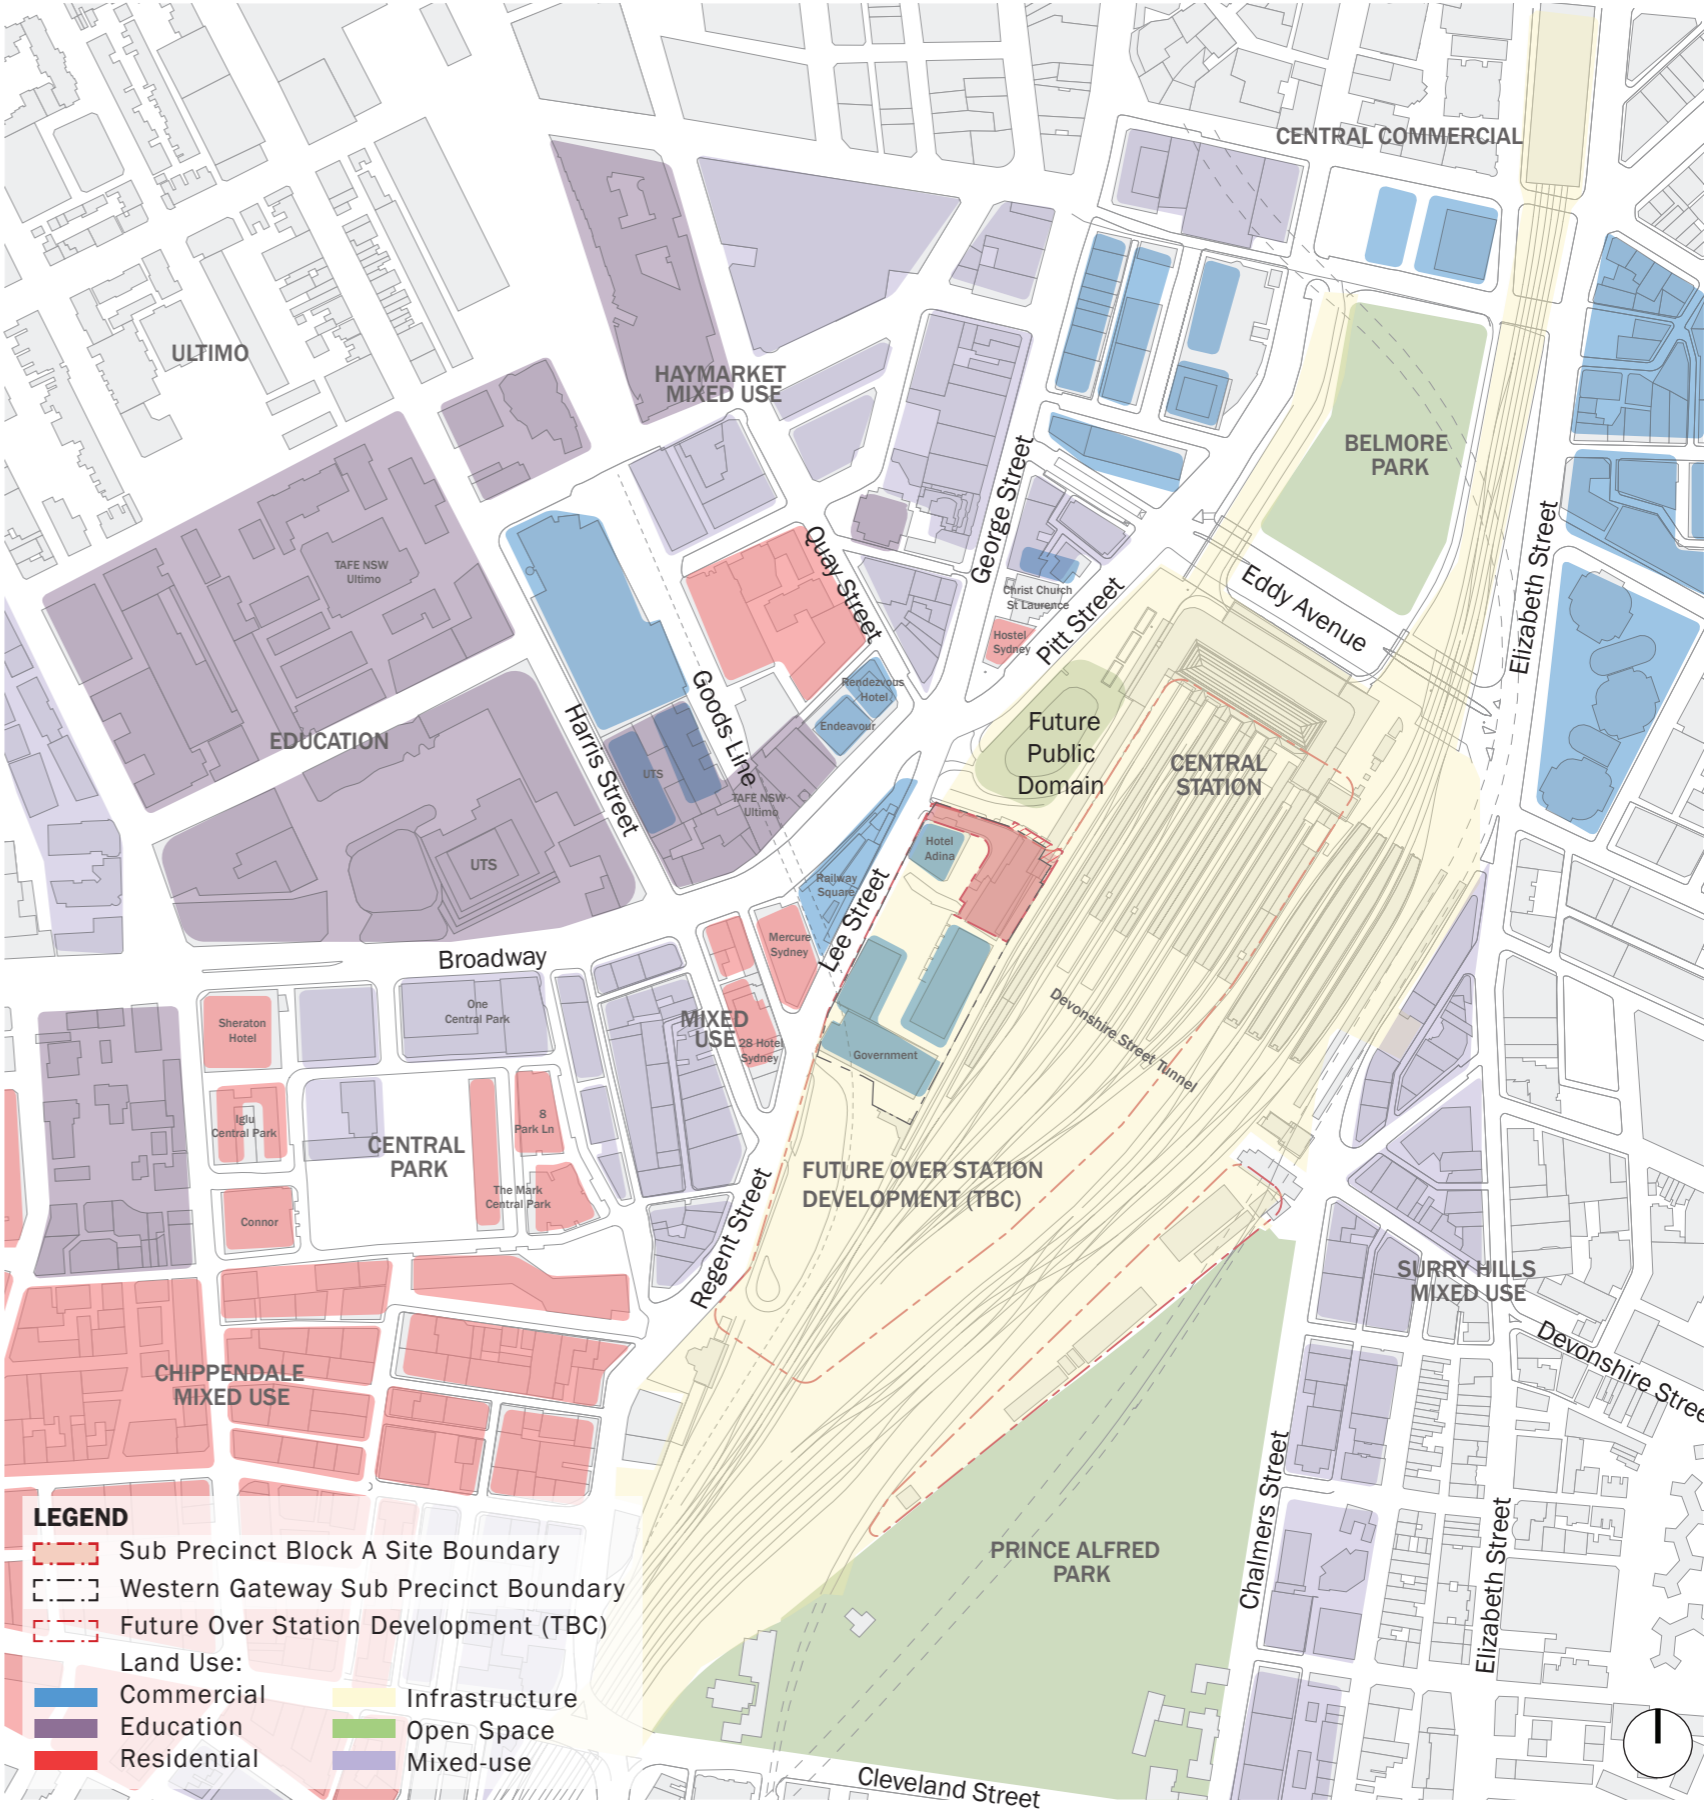 CENTRAL COMMERCIAL
ULTIMO
HAYMARKET
MIXED USE
BELMORE
PARK
George Street
Quay Street
TAFE NSW
Ultimo
Christ Church
St Laurence
Pitt Street
Eddy Avenue
Elizabeth Street
Hostel
Sydney
Rendezvous
Hotel
Endeavour
Goods Line
Harris Street
EDUCATION
Future
Public
Domain
CENTRAL
STATION
UTS
TAFE NSW
Ultimo
Hotel
Adina
UTS
Railway
Square
Lee Street
Mercure
Sydney
Broadway
One
Central Park
Sheraton
Hotel
MIXED
USE
28 Hotel
Sydney
Government
Devonshire Street Tunnel
Iglu
Central Park
8
Park Ln
CENTRAL
PARK
The Mark
Central Park
Connor
FUTURE OVER STATION
DEVELOPMENT (TBC)
Regent Street
SURRY HILLS
MIXED USE
Devonshire Stree
CHIPPENDALE
MIXED USE
PRINCE ALFRED
PARK
Chalmers Street
Elizabeth Street
Cleveland Street
LEGEND
Sub Precinct Block A Site Boundary
Western Gateway Sub Precinct Boundary
Future Over Station Development (TBC)
Land Use:
Commercial
Education
Residential
Infrastructure
Open Space
Mixed-use